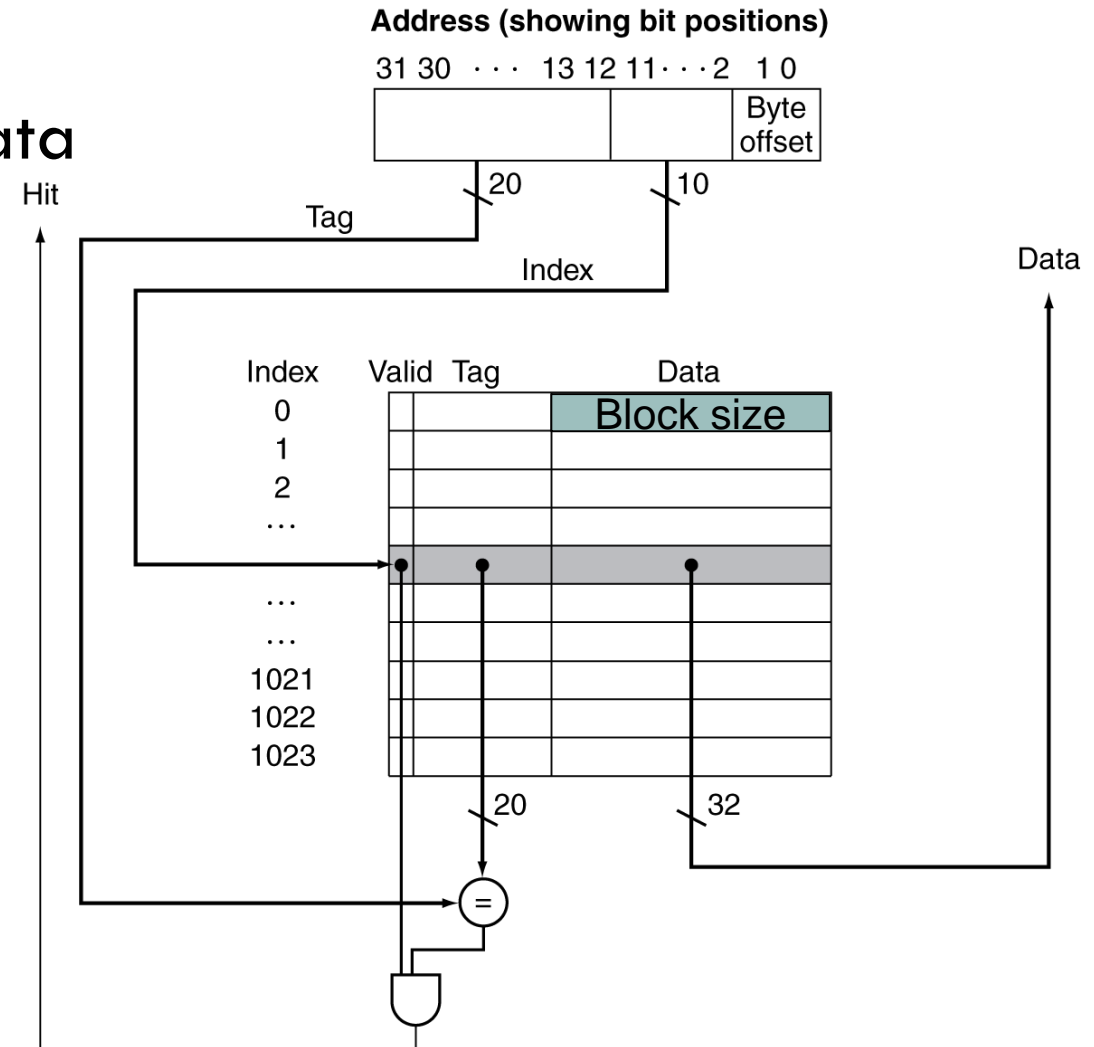 Address (showing bit positions)
31 30 · · · 13 12 11 · · · 2 1 0
Byte
offset
ata
Hit
20 10
Tag
Data
Index
Index Valid Tag Data
0 Block size
1
2
...
...
...
1021
1022
1023
20 32
=